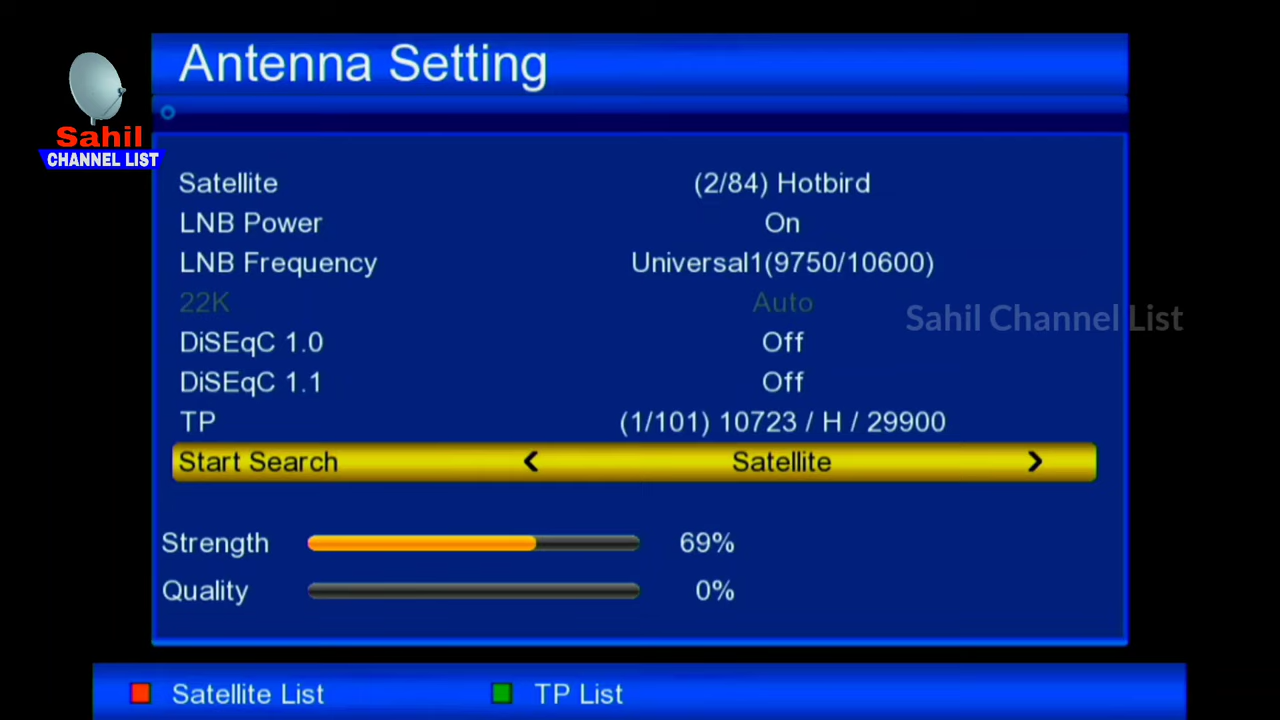 Antenna Setting
Sahil
CHANNEL LIST
Satellite (2/84) Hotbird
LNB Power On
LNB Frequency Universal1(9750/10600)
22K Auto
Sahil Channel List
DiSEqC 1.0 Off
DiSEqC 1.1 Off
TP (1/101) 10723 / H / 29900
Start Search < Satellite >
Strength 69%
Quality 0%
Satellite List TP List